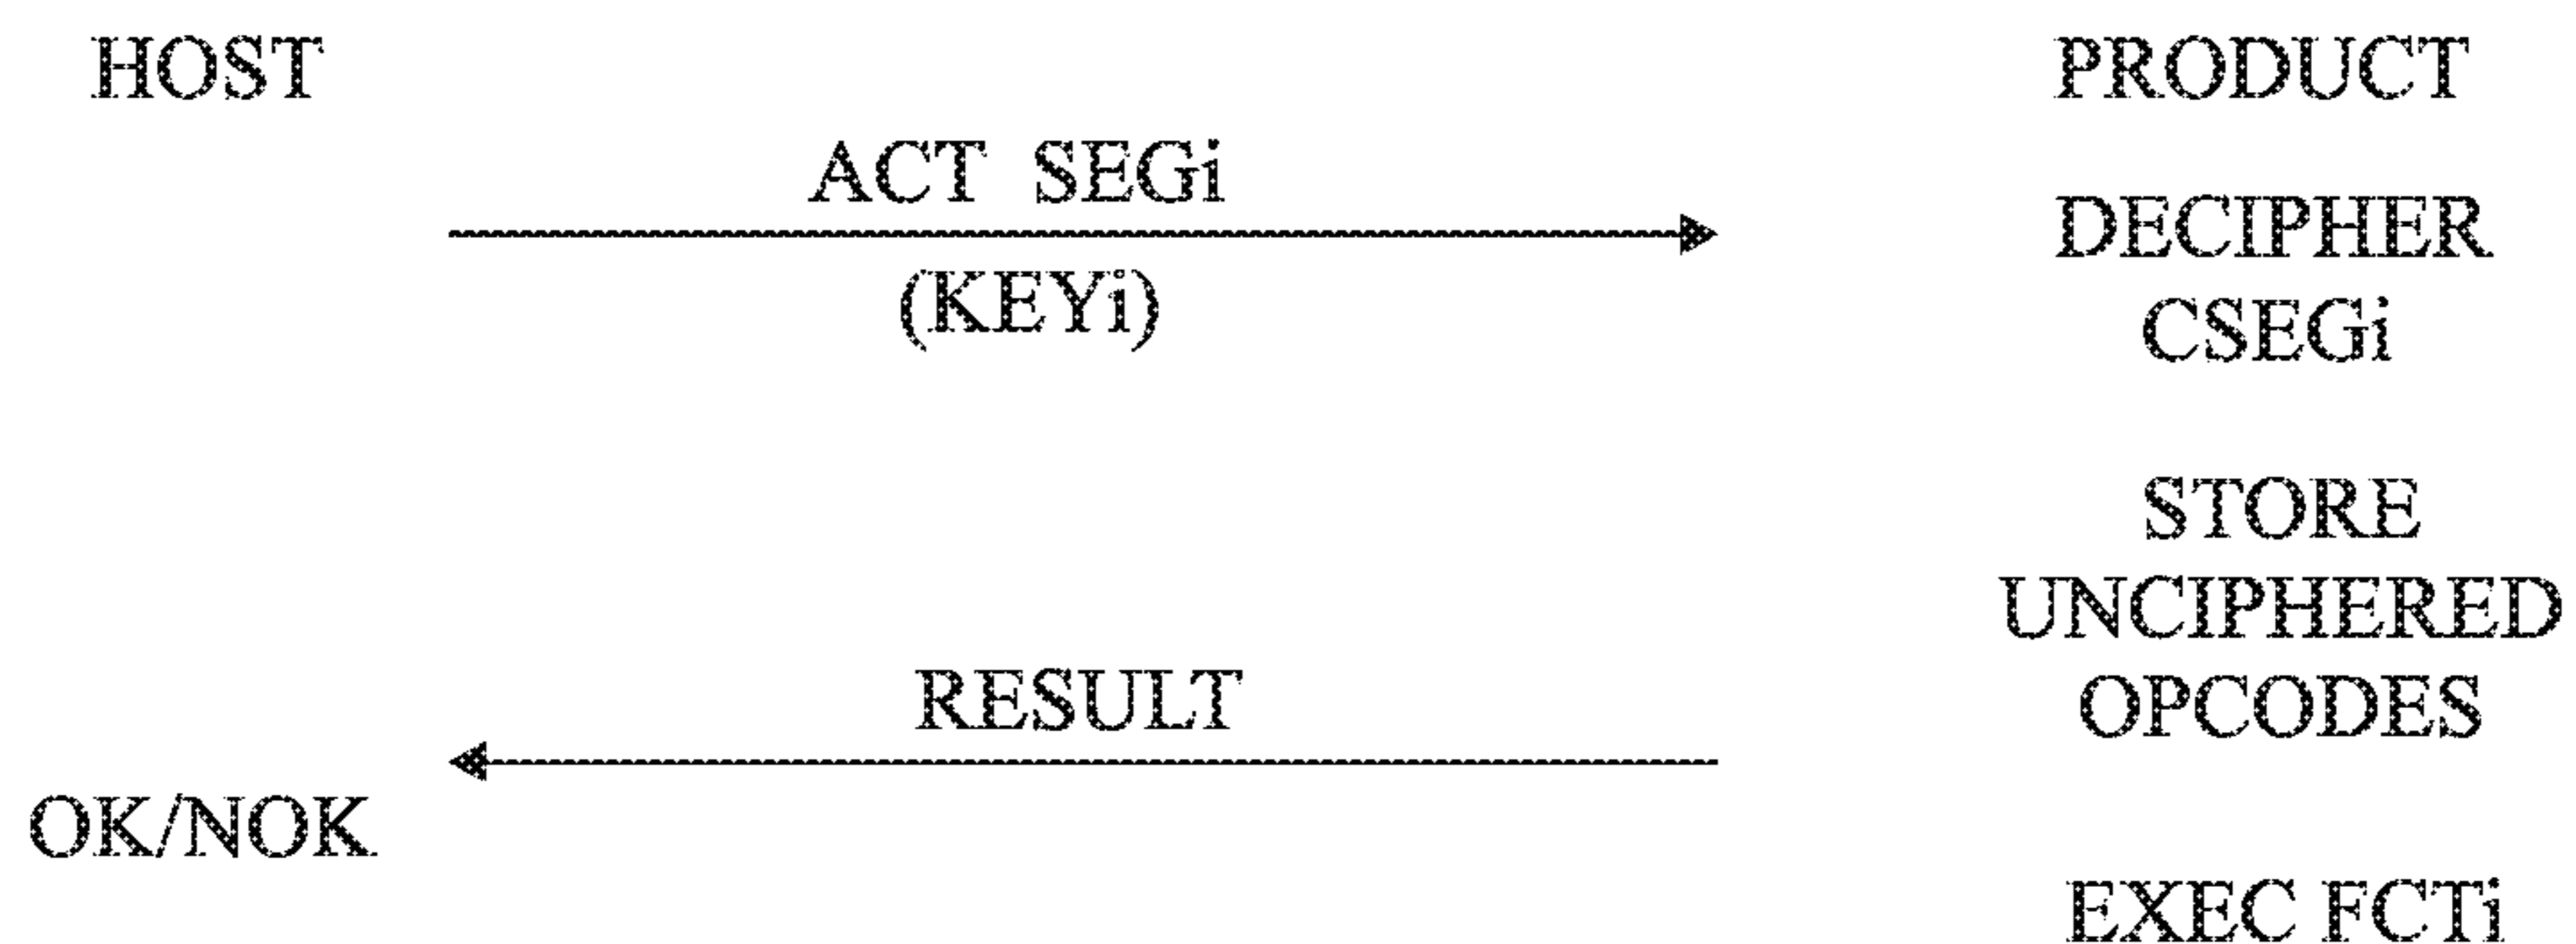 HOST
PRODUCT
ACT SEGi
(KEYi)
DECIPHER
CSEGi
STORE
UNCIPHERED
OPCODES
RESULT
OK/NOK
EXEC FCTi